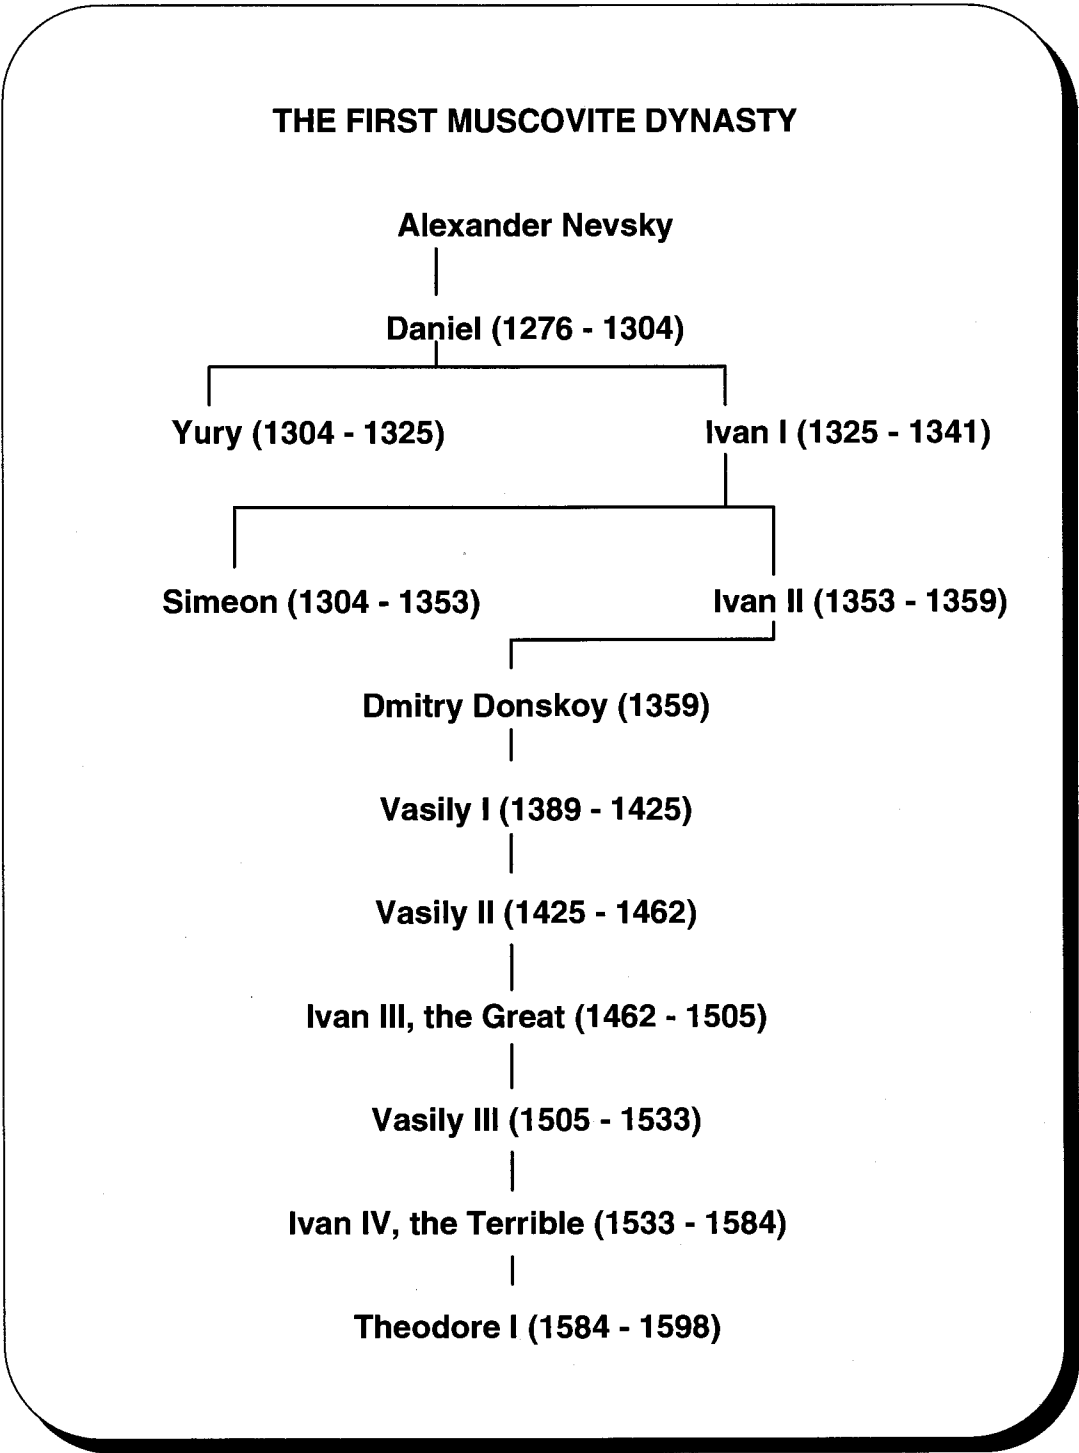 THE FIRST MUSCOVITE DYNASTY
Alexander Nevsky
Daniel (1276 - 1304)
Yury (1304 - 1325) Ivan I (1325 - 1341)
Simeon (1304 - 1353) Ivan II (1353 - 1359)
Dmitry Donskoy (1359)
Vasily I (1389 - 1425)
Vasily II (1425 - 1462)
Ivan III, the Great (1462 - 1505)
Vasily III (1505 - 1533)
Ivan IV, the Terrible (1533 - 1584)
Theodore I (1584 - 1598)